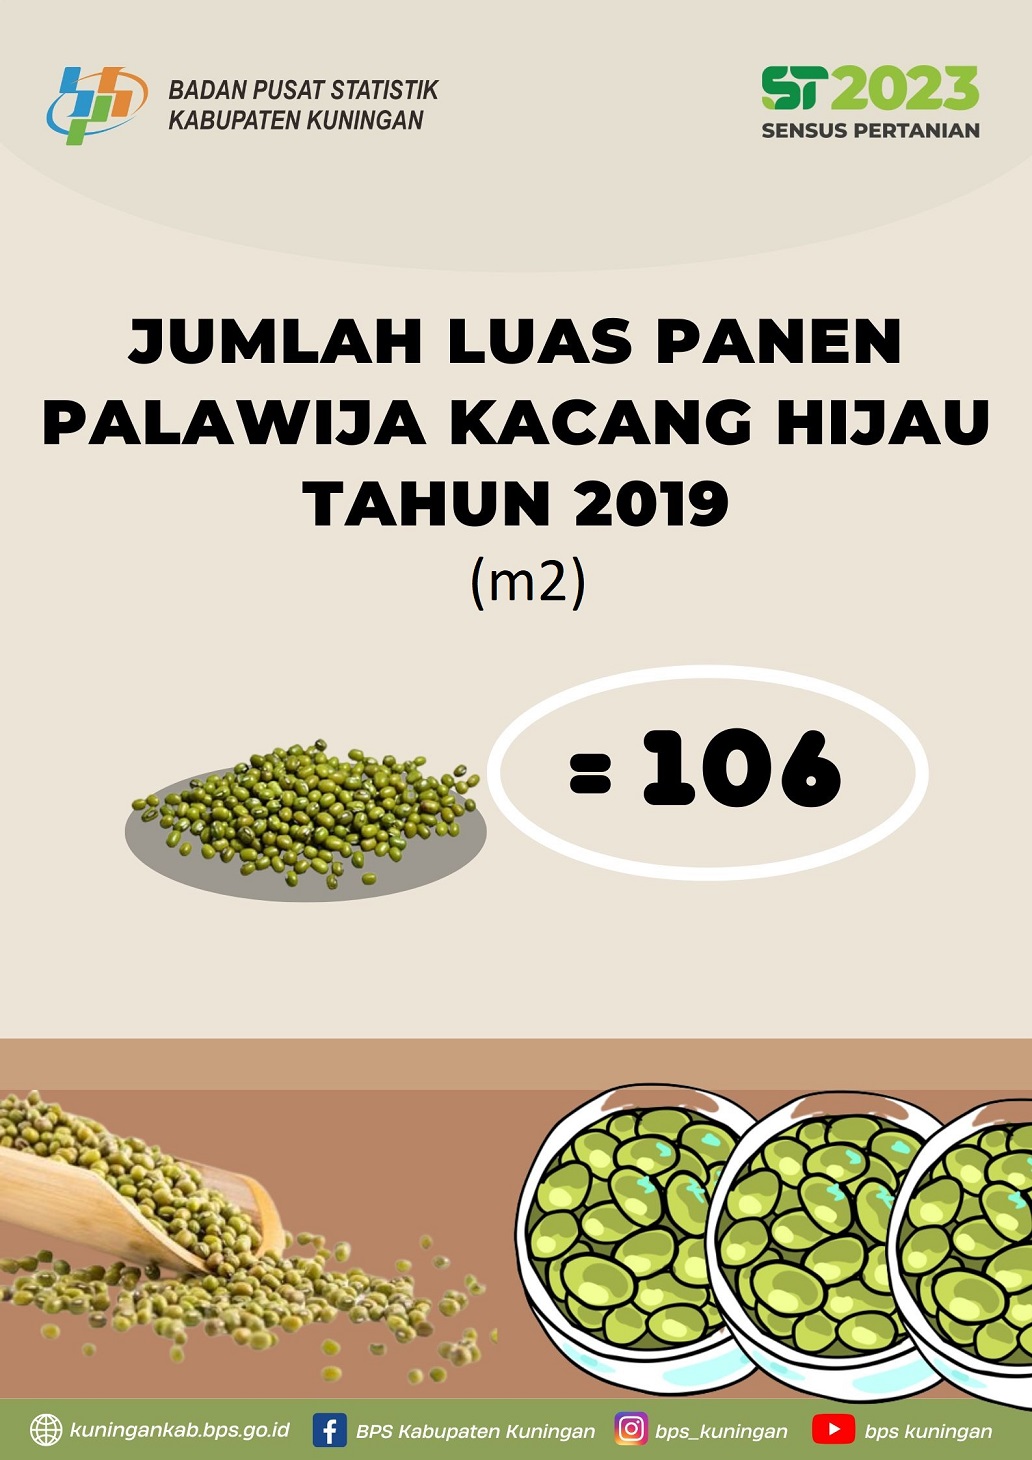 BADAN PUSAT STATISTIK
KABUPATEN KUNINGAN
ST2023
SENSUS PERTANIAN
JUMLAH LUAS PANEN
PALAWIJA KACANG HIJAU
TAHUN 2019
(m2)
= 106
kuningankab.bps.go.id BPS Kabupaten Kuningan bps_kuningan bps kuningan